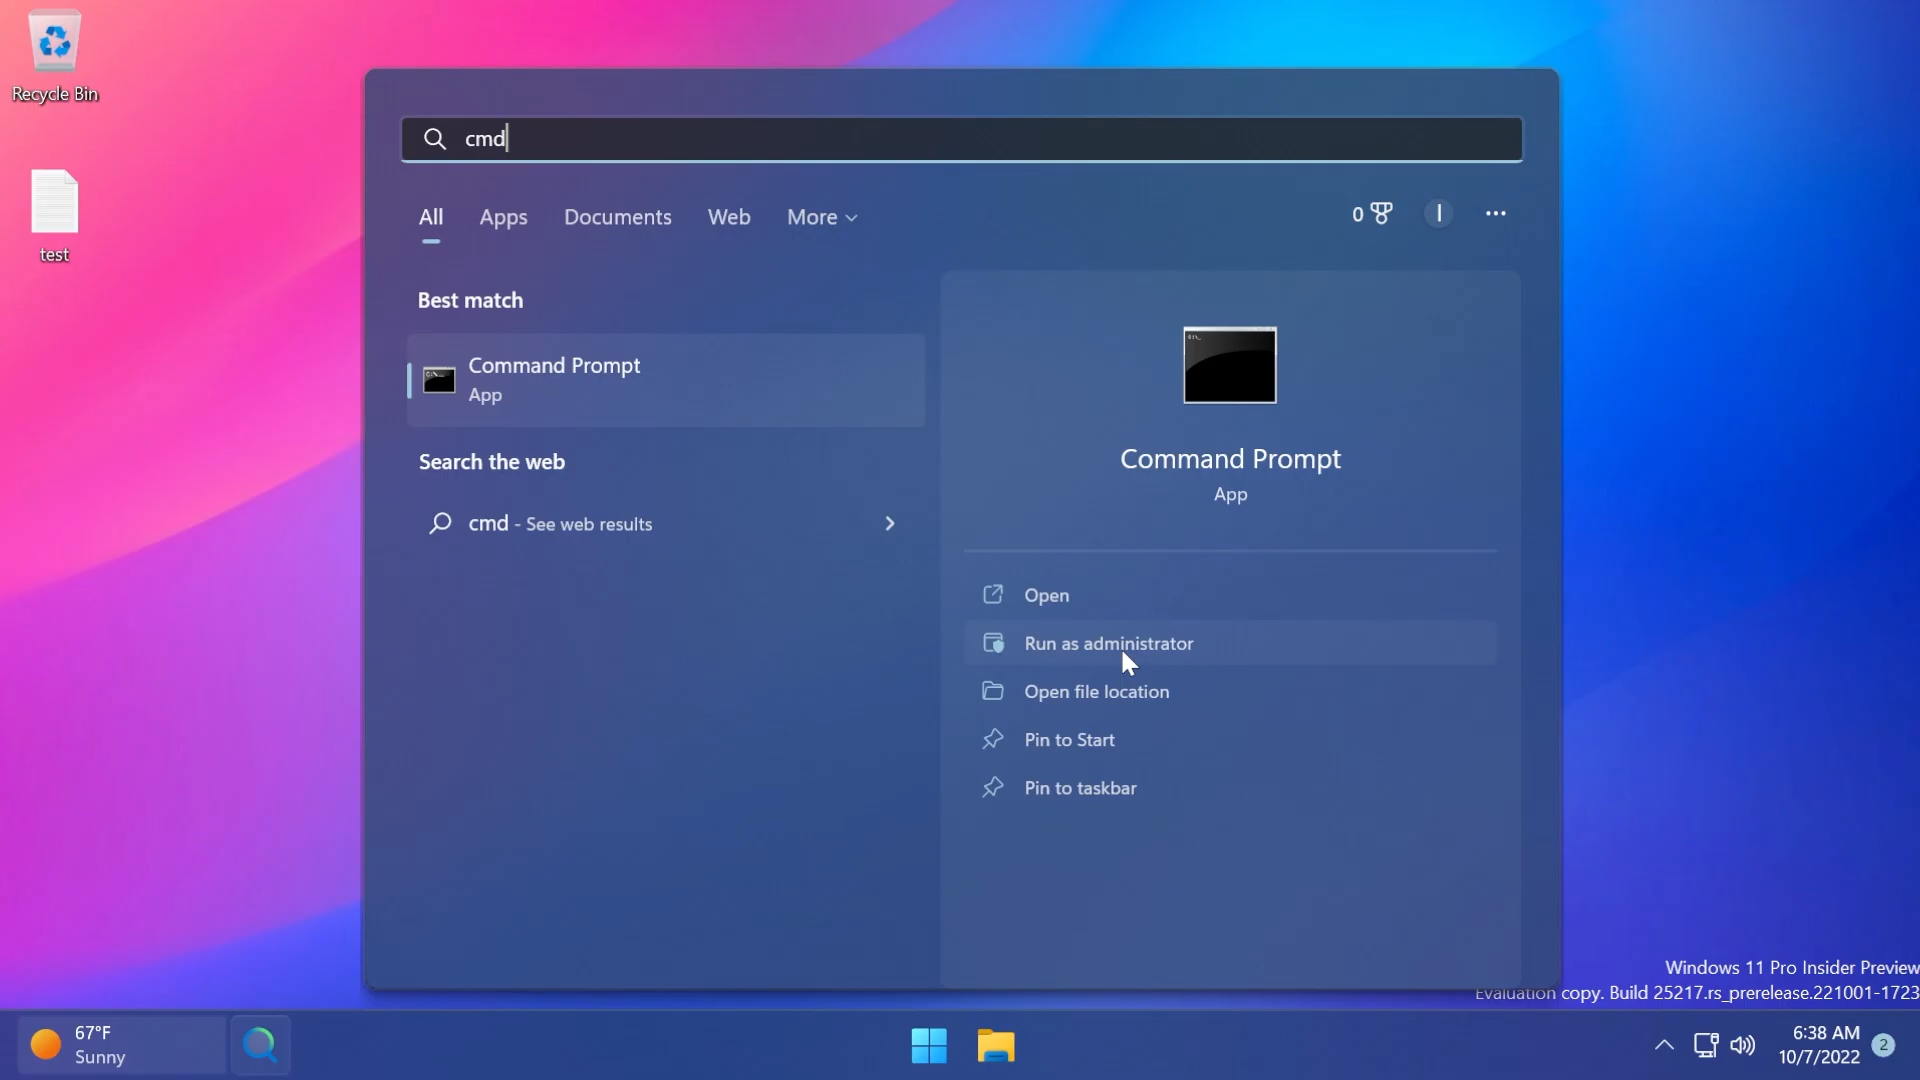 Recycle Bin
test
cmd
All Apps Documents Web More
0 I ...
Best match
Command Prompt
App
Search the web
cmd - See web results
Command Prompt
App
Open
Run as administrator
Open file location
Pin to Start
Pin to taskbar
Windows 11 Pro Insider Preview
Evaluation copy. Build 25217.rs_prerelease.221001-1723
67°F
Sunny
6:38 AM
10/7/2022
2